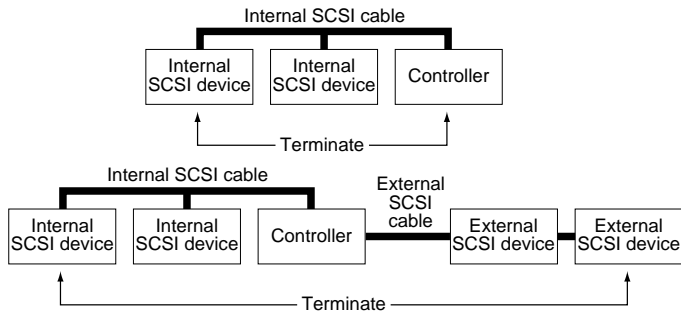 Internal SCSI cable
Internal
SCSI device
Internal
SCSI device
Controller
Terminate
Internal SCSI cable
External
SCSI
cable
Internal
SCSI device
Internal
SCSI device
Controller
External
SCSI device
External
SCSI device
Terminate